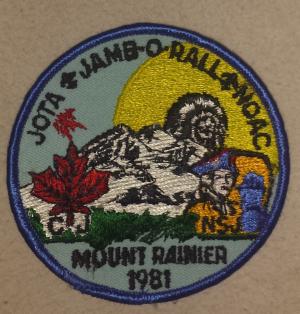 JOTA JAMB-O-RALL NOAC
CJ
NSJ
MOUNT RAINIER
1981